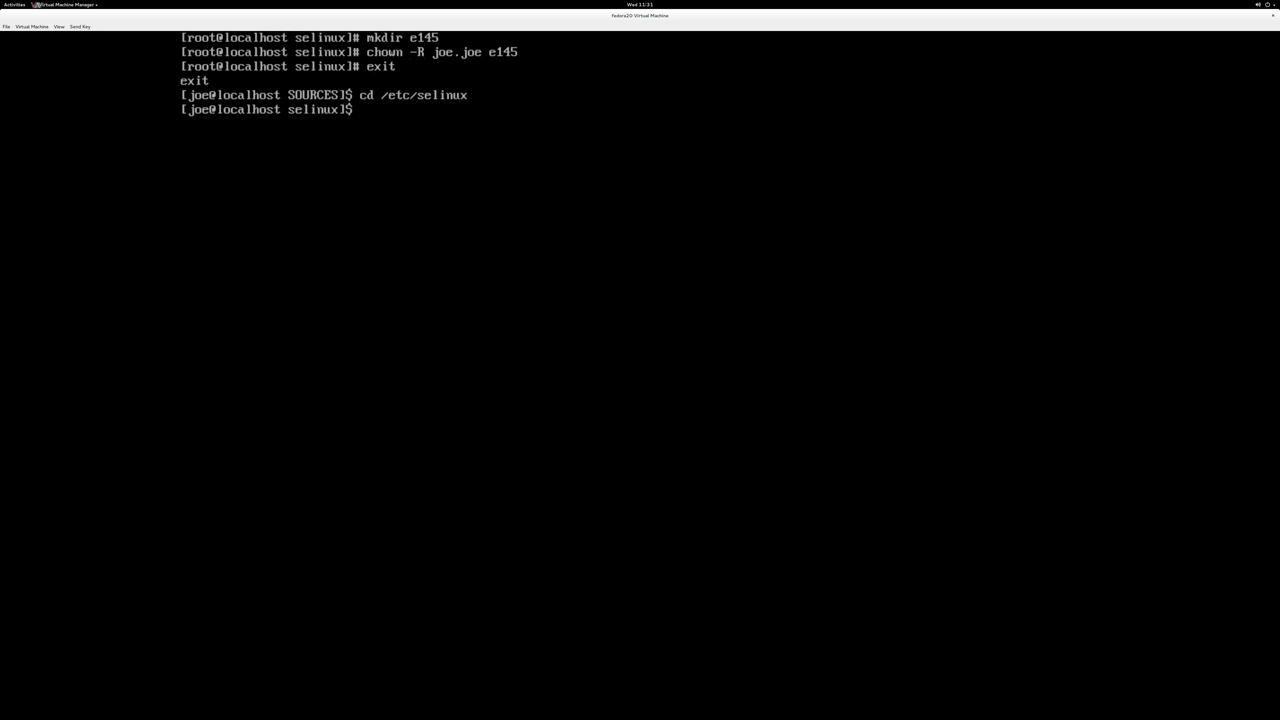 Activities Virtual Machine Manager Wed 11:31
Fedora20 Virtual Machine ×
File Virtual Machine View Send Key
[root@localhost selinux]# mkdir e145
[root@localhost selinux]# chown -R joe.joe e145
[root@localhost selinux]# exit
exit
[joe@localhost SOURCES]$ cd /etc/selinux
[joe@localhost selinux]$